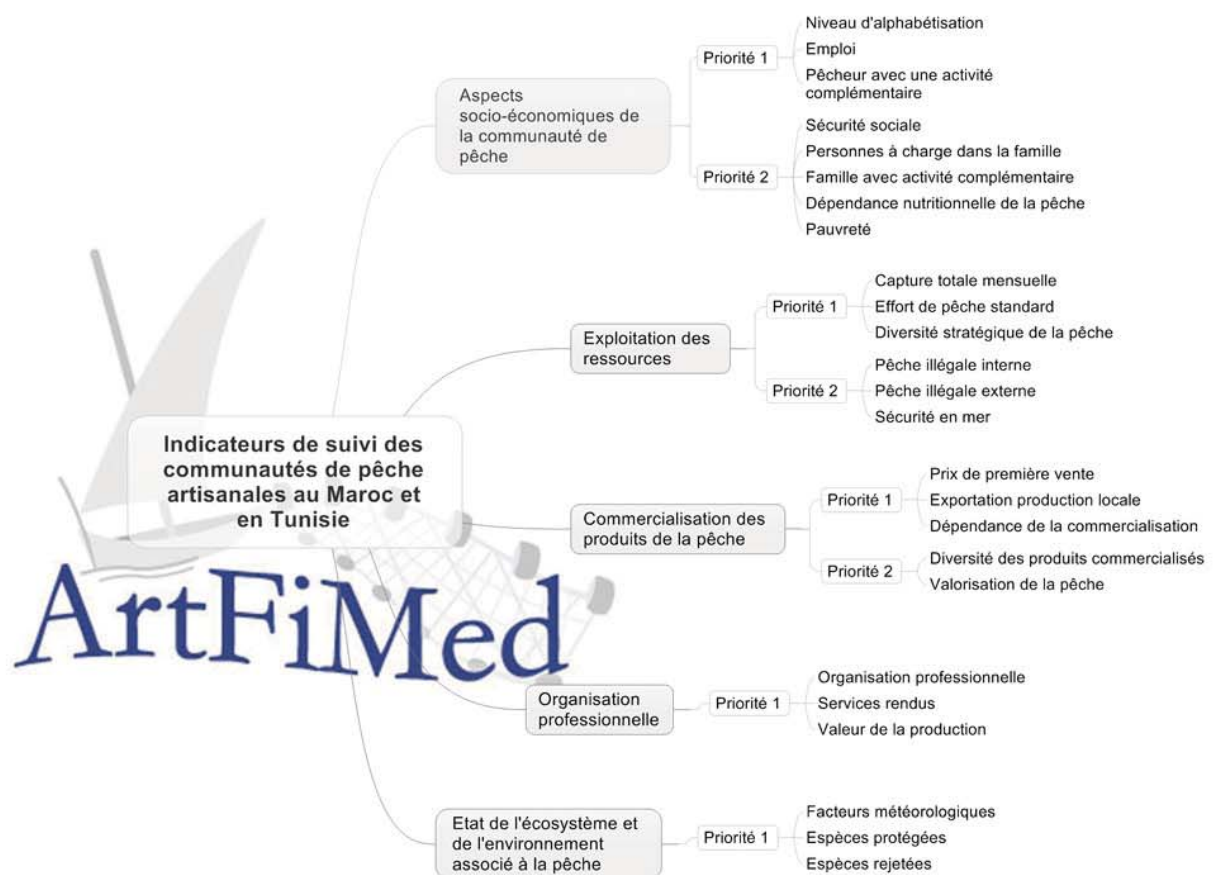 Indicateurs de suivi des
communautés de pêche
artisanales au Maroc et
en Tunisie
ArtFiMed
Aspects
socio-économiques de
la communauté de
pêche
Priorité 1
Niveau d'alphabétisation
Emploi
Pêcheur avec une activité
complémentaire
Priorité 2
Sécurité sociale
Personnes à charge dans la famille
Famille avec activité complémentaire
Dépendance nutritionnelle de la pêche
Pauvreté
Exploitation des
ressources
Priorité 1
Capture totale mensuelle
Effort de pêche standard
Diversité stratégique de la pêche
Priorité 2
Pêche illégale interne
Pêche illégale externe
Sécurité en mer
Commercialisation des
produits de la pêche
Priorité 1
Prix de première vente
Exportation production locale
Dépendance de la commercialisation
Priorité 2
Diversité des produits commercialisés
Valorisation de la pêche
Organisation
professionnelle
Priorité 1
Organisation professionnelle
Services rendus
Valeur de la production
Etat de l'écosystème et
de l'environnement
associé à la pêche
Priorité 1
Facteurs météorologiques
Espèces protégées
Espèces rejetées